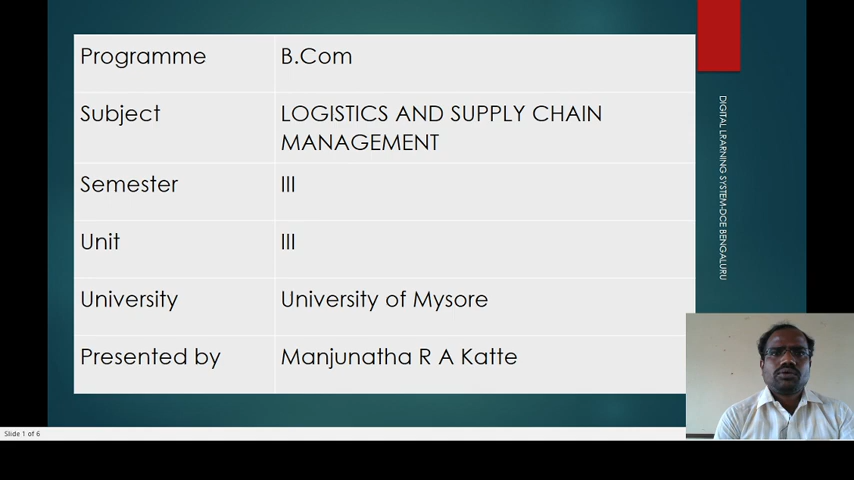 Programme B.Com
Subject LOGISTICS AND SUPPLY CHAIN
MANAGEMENT
Semester III
Unit III
University University of Mysore
Presented by Manjunatha R A Katte
DIGITAL LRARNING SYSTEM-DCE BENGALURU
Slide 1 of 6